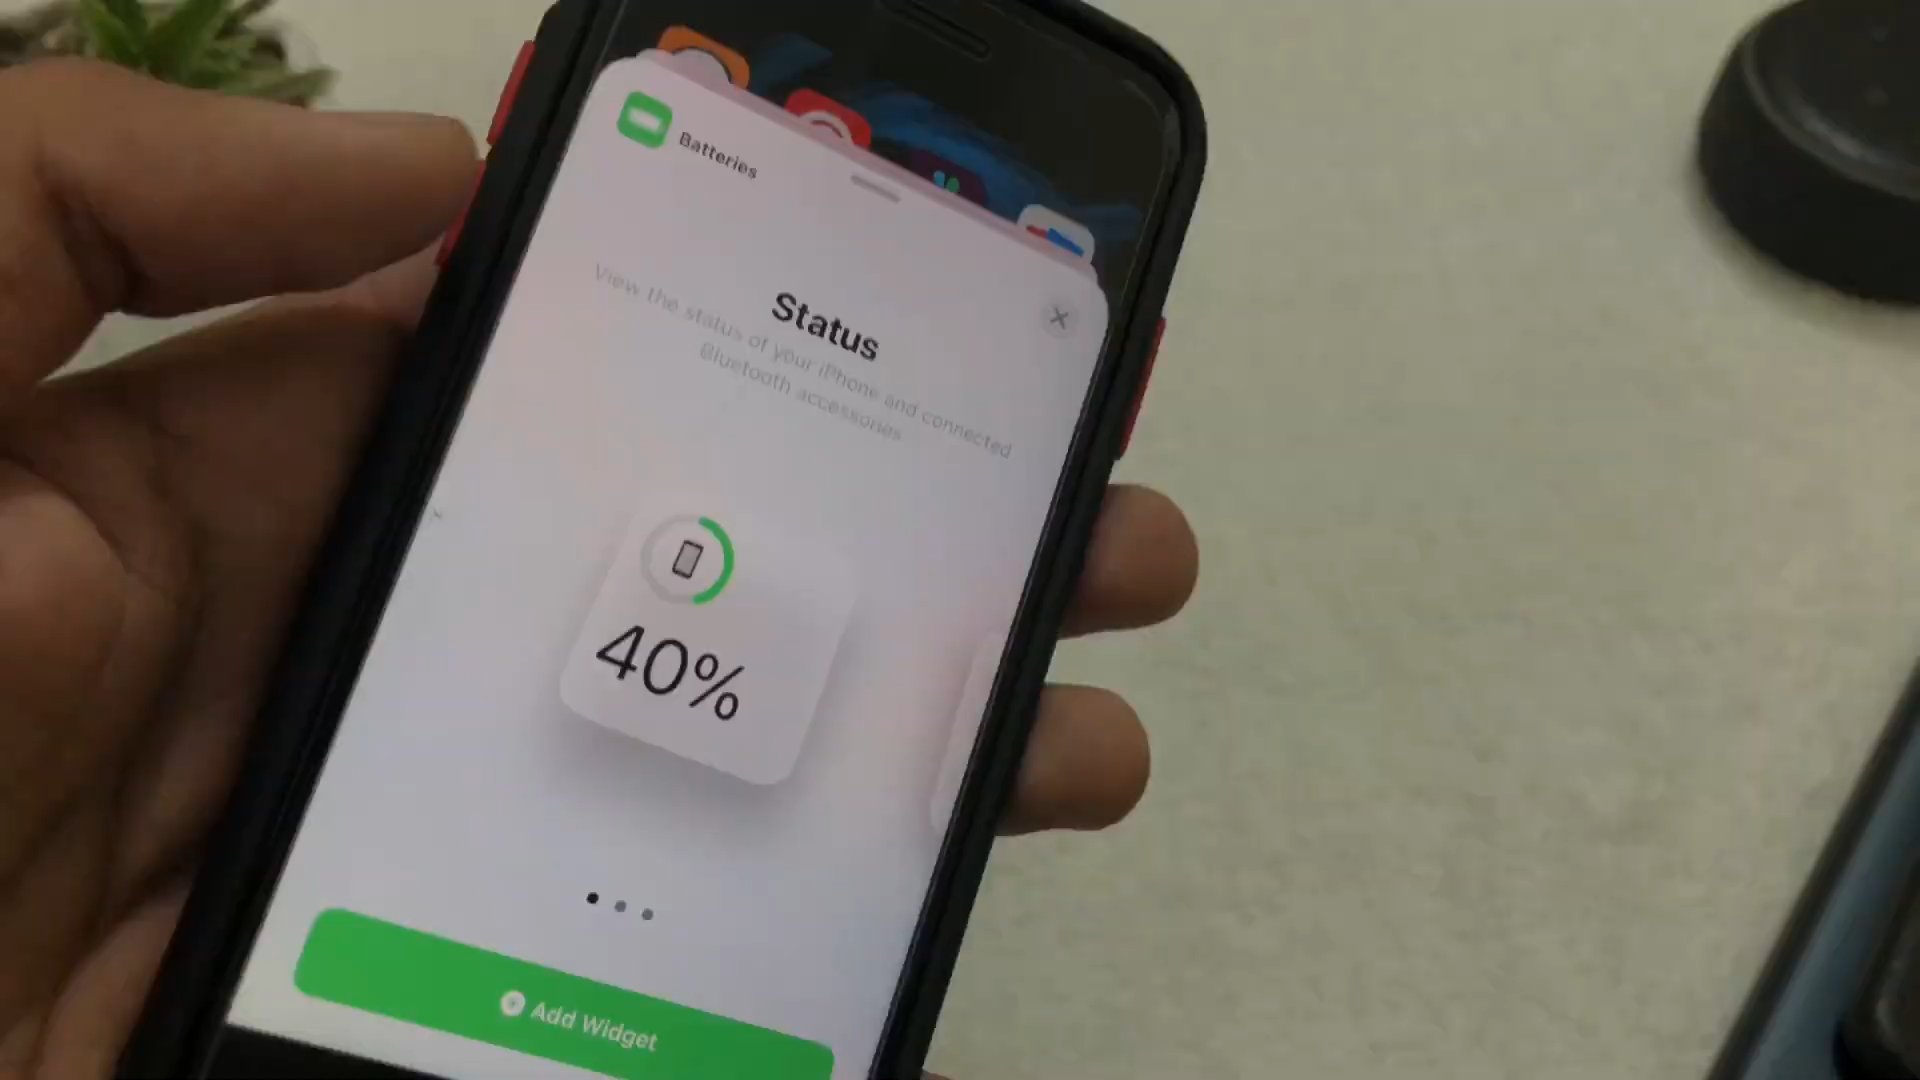 Batteries
Status
View the status of your iPhone and connected
Bluetooth accessories
40%
Add Widget